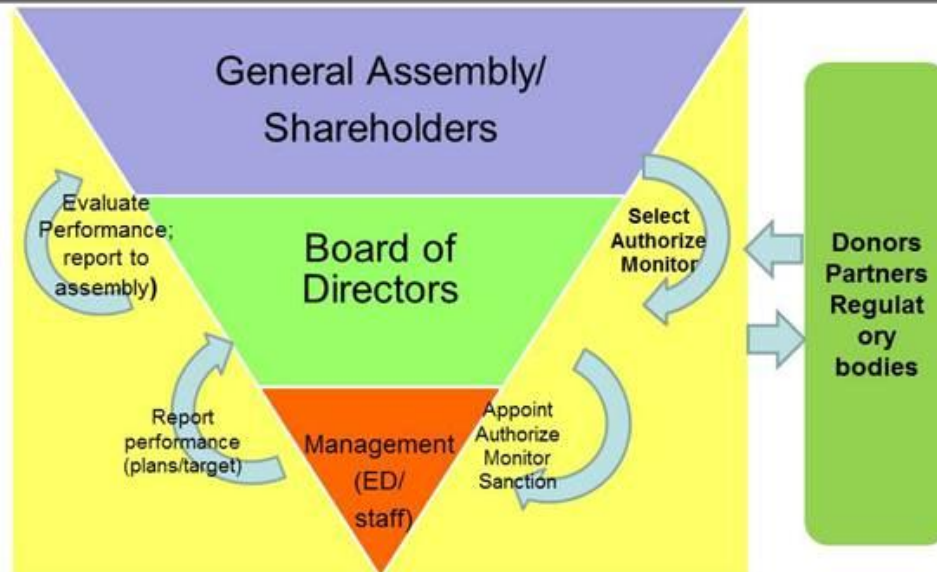 General Assembly/
Shareholders
Evaluate
Performance;
report to
assembly)
Board of
Directors
Select
Authorize
Monitor
Donors
Partners
Regulat
ory
bodies
Report
performance
(plans/target)
Management
(ED/
staff)
Appoint
Authorize
Monitor
Sanction